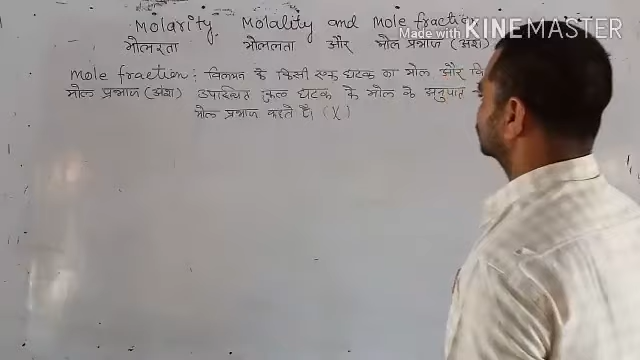 Molarity, Molality and Mole fraction
Made with KINEMASTER
मोलरता मोललता और मोल प्रभाज (अंश)
Mole fraction : विलयन के किसी एक घटक का मोल और
मोल प्रभाज (अंश) उपस्थित कुल घटक के मोल के अनुपात
मोल प्रभाज कहते हैं। (X)